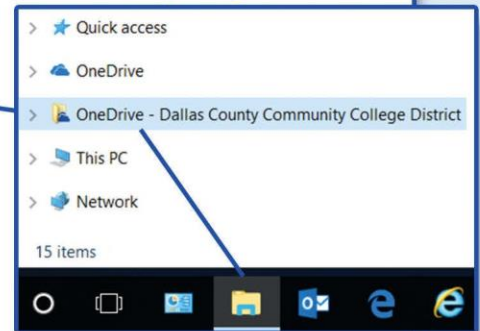 Quick access
OneDrive
OneDrive - Dallas County Community College District
This PC
Network
15 items